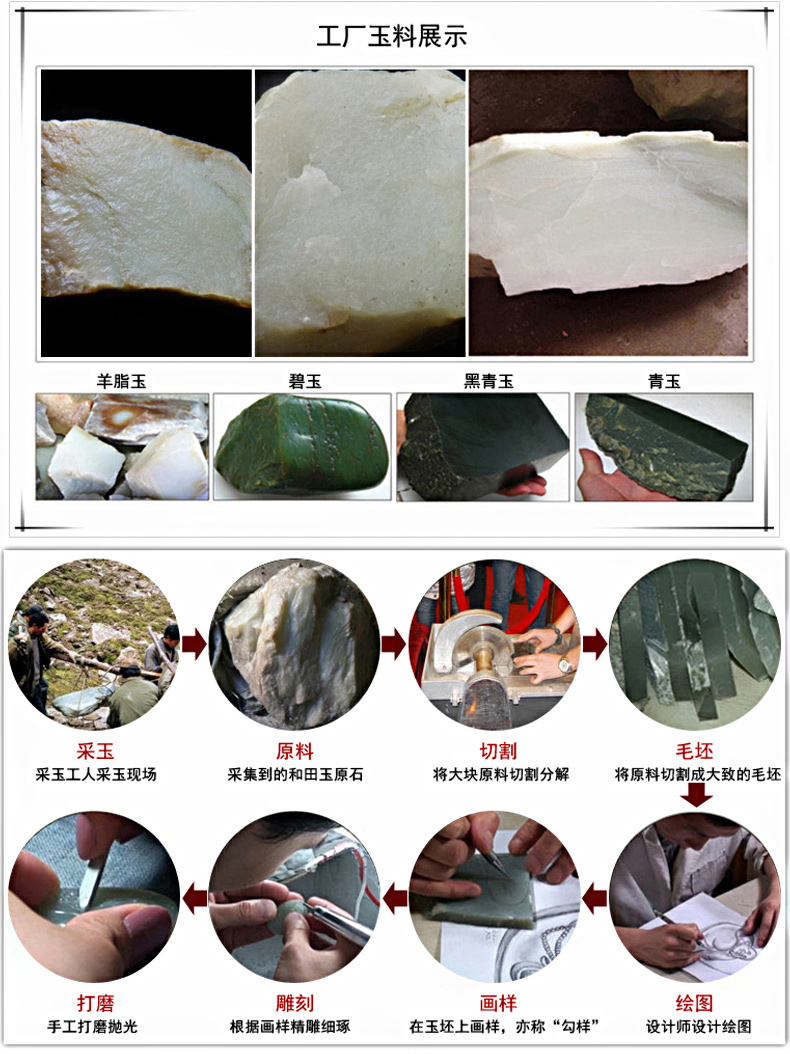 工厂玉料展示
羊脂玉 碧玉 黑青玉 青玉
采玉 原料 切割 毛坯
采玉工人采玉现场 采集到的和田玉原石 将大块原料切割分解 将原料切割成大致的毛坯
打磨 雕刻 画样 绘图
手工打磨抛光 根据画样精雕细琢 在玉坯上画样，亦称“勾样” 设计师设计绘图